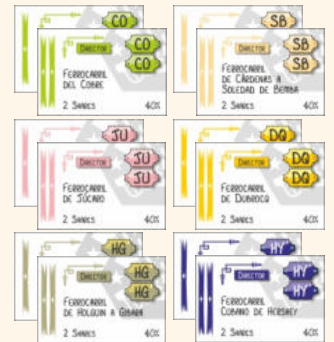 CO
Director
CO
CO
Ferrocarril
del Cobre
2 Shares 40%
SB
Director
SB
SB
Ferrocarril
de Cárdenas a
Soledad de Bemba
2 Shares 40%
JU
Director
JU
JU
Ferrocarril
de Júcaro
2 Shares 40%
DQ
Director
DQ
DQ
Ferrocarril
de Dubrocq
2 Shares 40%
HG
Director
HG
HG
Ferrocarril
de Holguin a Gibara
2 Shares 40%
HY
Director
HY
HY
Ferrocarril
Cubano de Hershey
2 Shares 40%